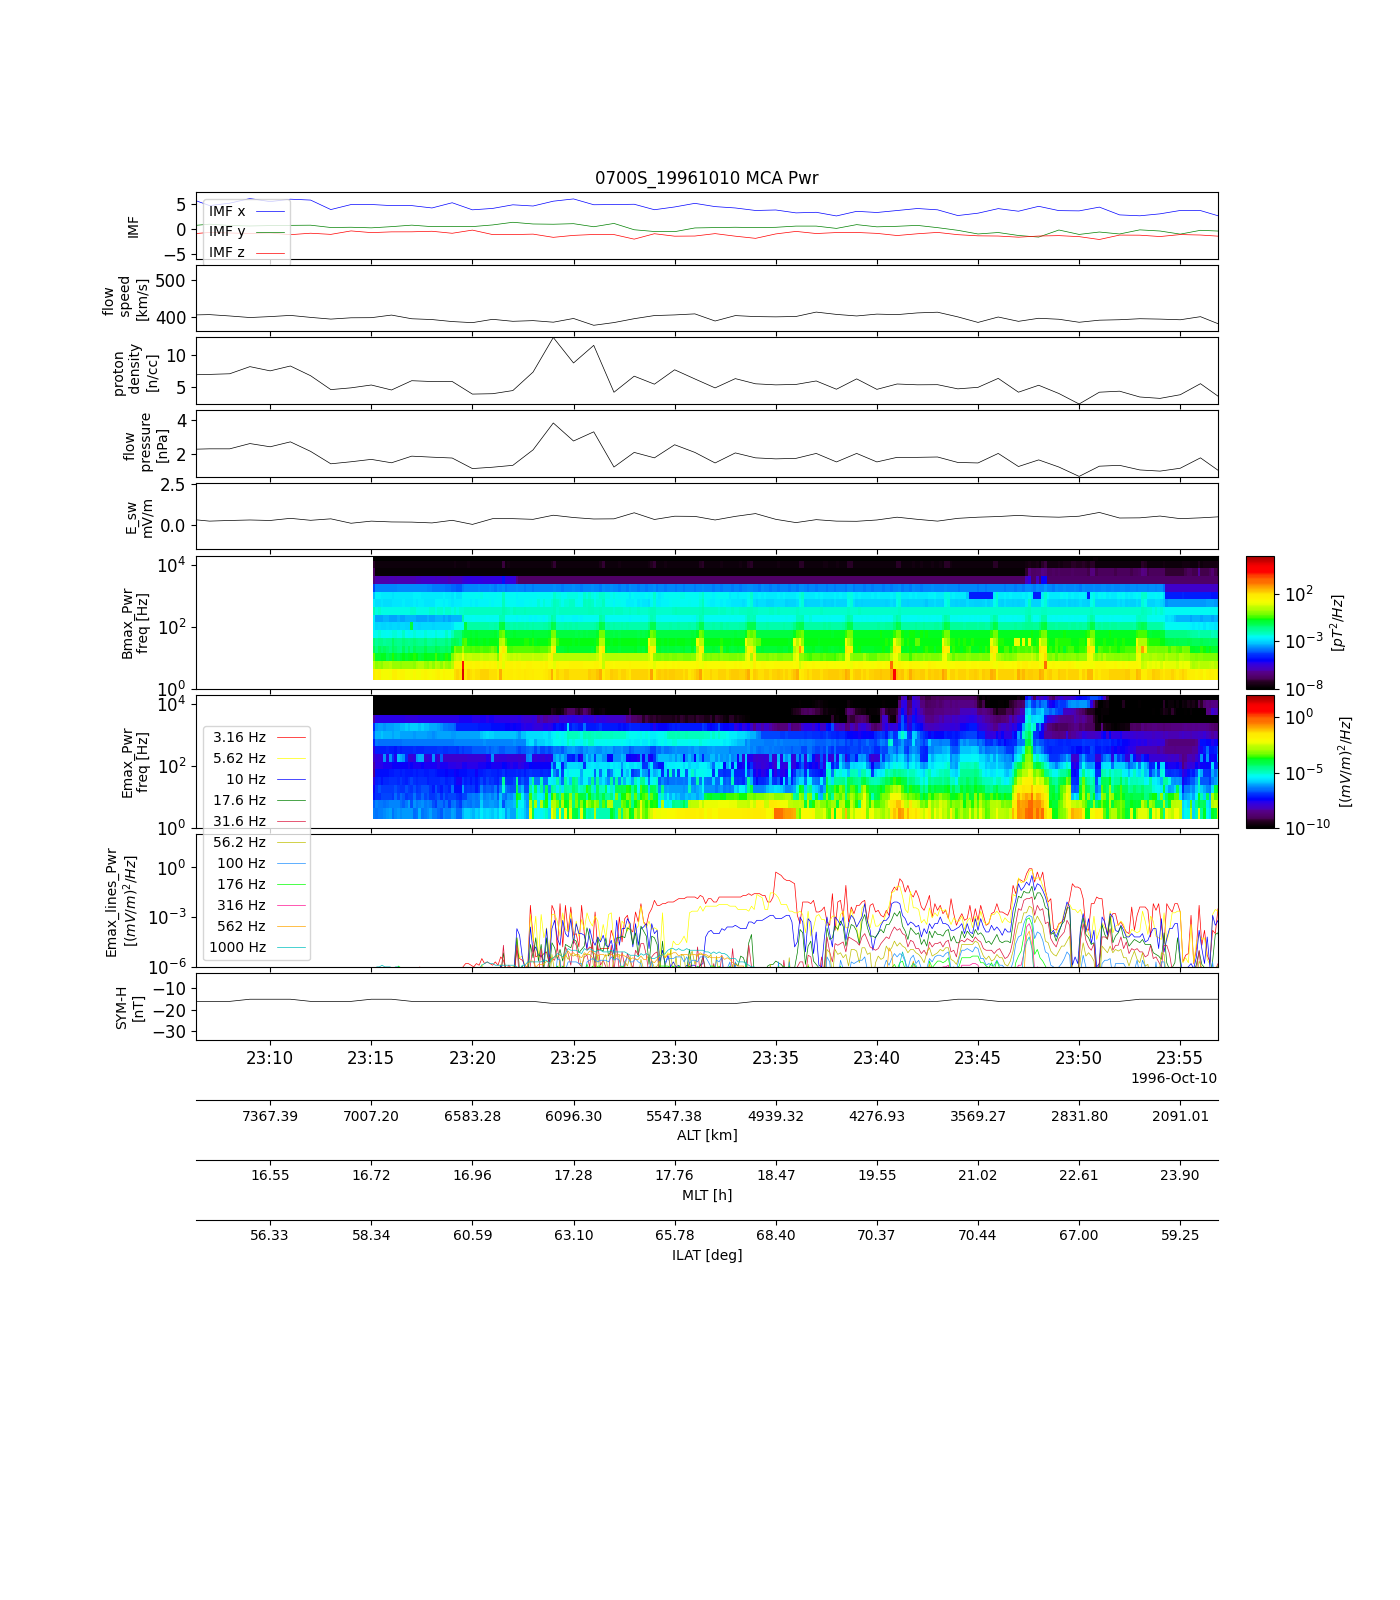 0700S_19961010 MCA Pwr
IMF
5
0
−5
IMF x
IMF y
IMF z
flow
speed
[km/s]
500
400
proton
density
[n/cc]
10
5
flow
pressure
[nPa]
4
2
E_sw
mV/m
2.5
0.0
Bmax_Pwr
freq [Hz]
10^4
10^2
10^0
10^2
10^-3
10^-8
[pT^2/Hz]
Emax_Pwr
freq [Hz]
10^4
10^2
10^0
10^0
10^-5
10^-10
[(mV/m)^2/Hz]
3.16 Hz
5.62 Hz
10 Hz
17.6 Hz
31.6 Hz
56.2 Hz
100 Hz
176 Hz
316 Hz
562 Hz
1000 Hz
Emax_lines_Pwr
[(mV/m)^2/Hz]
10^0
10^-3
10^-6
SYM-H
[nT]
−10
−20
−30
23:10 23:15 23:20 23:25 23:30 23:35 23:40 23:45 23:50 23:55
1996-Oct-10
7367.39 7007.20 6583.28 6096.30 5547.38 4939.32 4276.93 3569.27 2831.80 2091.01
ALT [km]
16.55 16.72 16.96 17.28 17.76 18.47 19.55 21.02 22.61 23.90
MLT [h]
56.33 58.34 60.59 63.10 65.78 68.40 70.37 70.44 67.00 59.25
ILAT [deg]